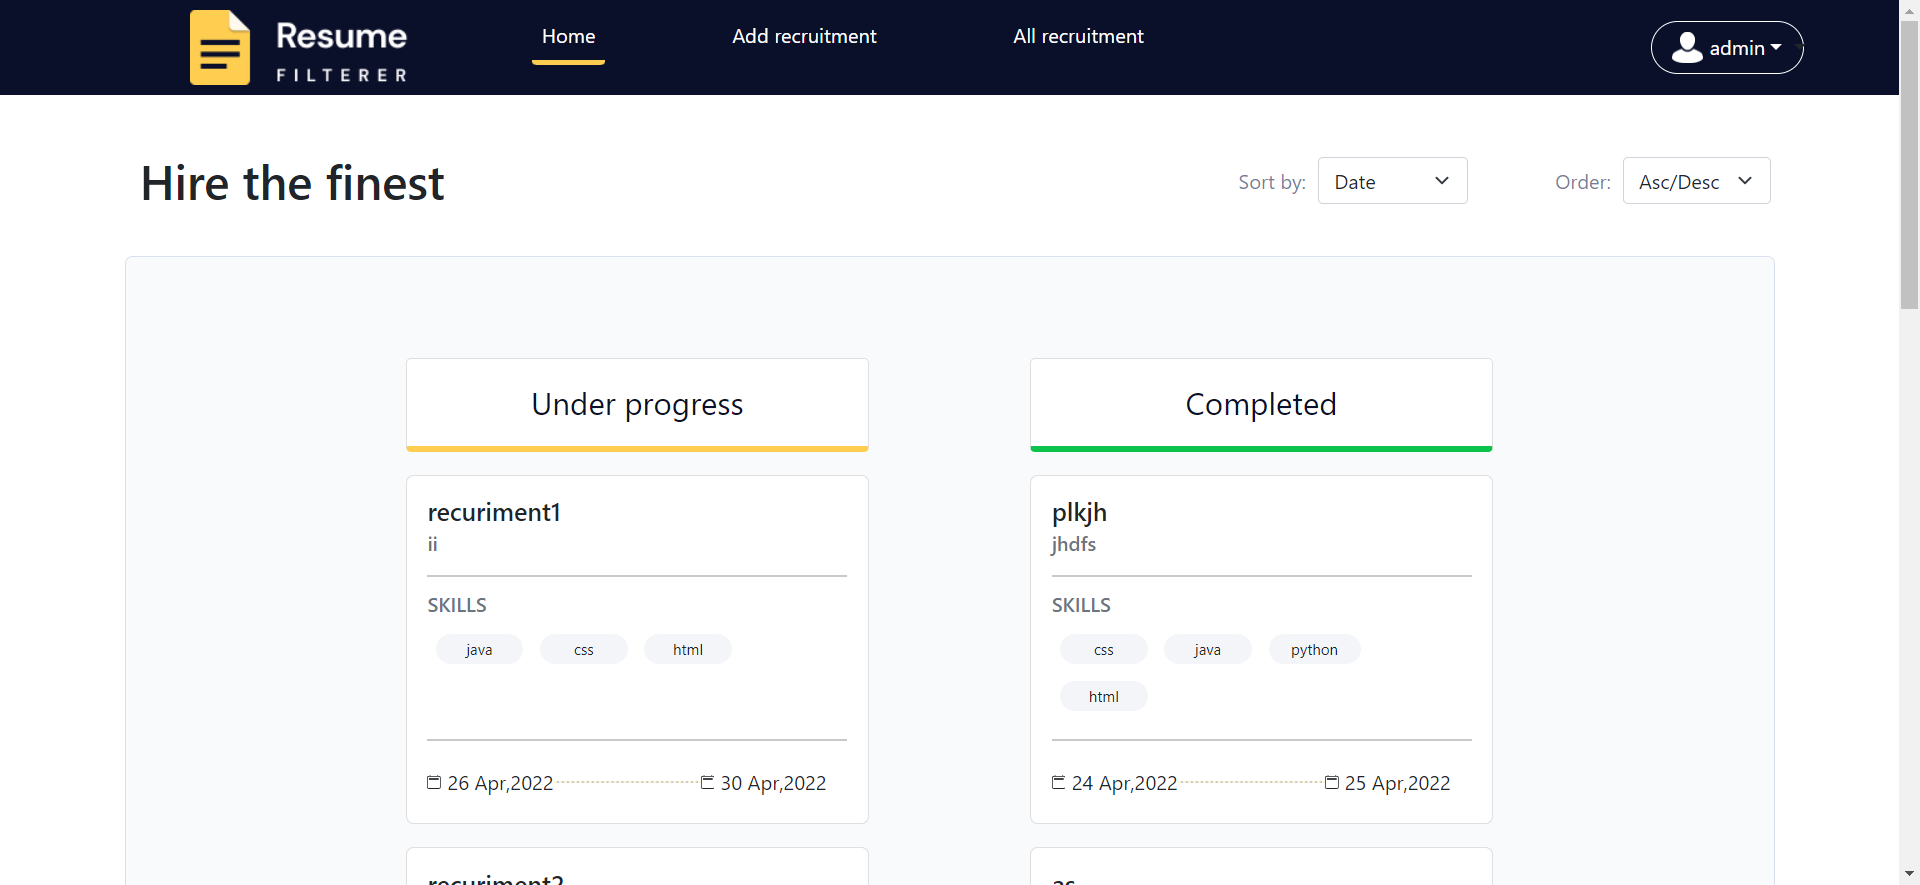 Resume
FILTERER
Home
Add recruitment
All recruitment
admin
Hire the finest
Sort by:
Date
Order:
Asc/Desc
Under progress
Completed
recuriment1
ii
SKILLS
java
css
html
26 Apr,2022
30 Apr,2022
plkjh
jhdfs
SKILLS
css
java
python
html
24 Apr,2022
25 Apr,2022
recuriment2